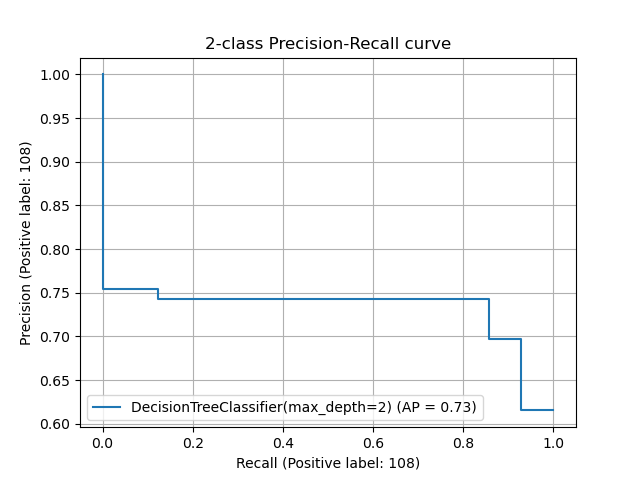 2-class Precision-Recall curve
1.00
0.95
0.90
0.85
0.80
0.75
0.70
0.65
0.60
Precision (Positive label: 108)
DecisionTreeClassifier(max_depth=2) (AP = 0.73)
0.0 0.2 0.4 0.6 0.8 1.0
Recall (Positive label: 108)